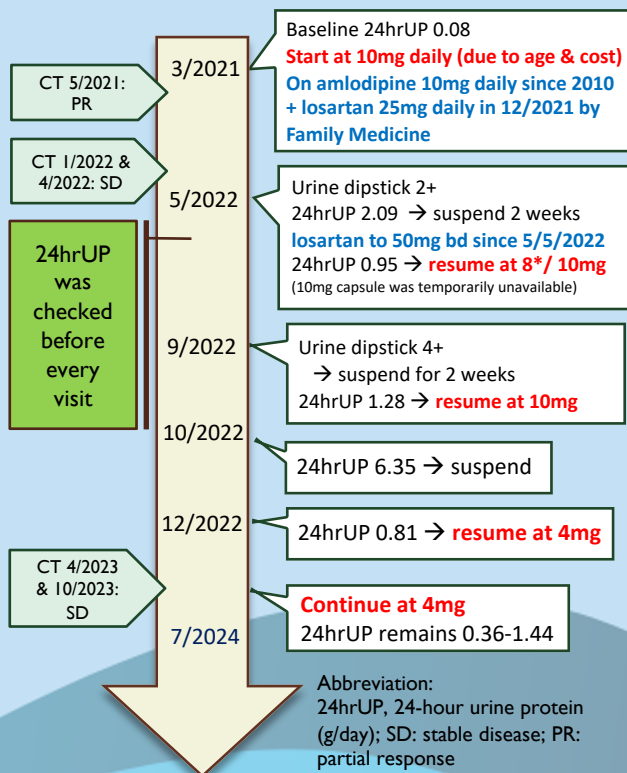 Baseline 24hrUP 0.08
Start at 10mg daily (due to age & cost)
On amlodipine 10mg daily since 2010
+ losartan 25mg daily in 12/2021 by
Family Medicine
3/2021
CT 5/2021:
PR
CT 1/2022 &
4/2022: SD
5/2022
Urine dipstick 2+
24hrUP 2.09 → suspend 2 weeks
losartan to 50mg bd since 5/5/2022
24hrUP 0.95 → resume at 8*/ 10mg
(10mg capsule was temporarily unavailable)
24hrUP
was
checked
before
every
visit
9/2022
Urine dipstick 4+
→ suspend for 2 weeks
24hrUP 1.28 → resume at 10mg
10/2022
24hrUP 6.35 → suspend
12/2022
24hrUP 0.81 → resume at 4mg
CT 4/2023
& 10/2023:
SD
7/2024
Continue at 4mg
24hrUP remains 0.36-1.44
Abbreviation:
24hrUP, 24-hour urine protein
(g/day); SD: stable disease; PR:
partial response